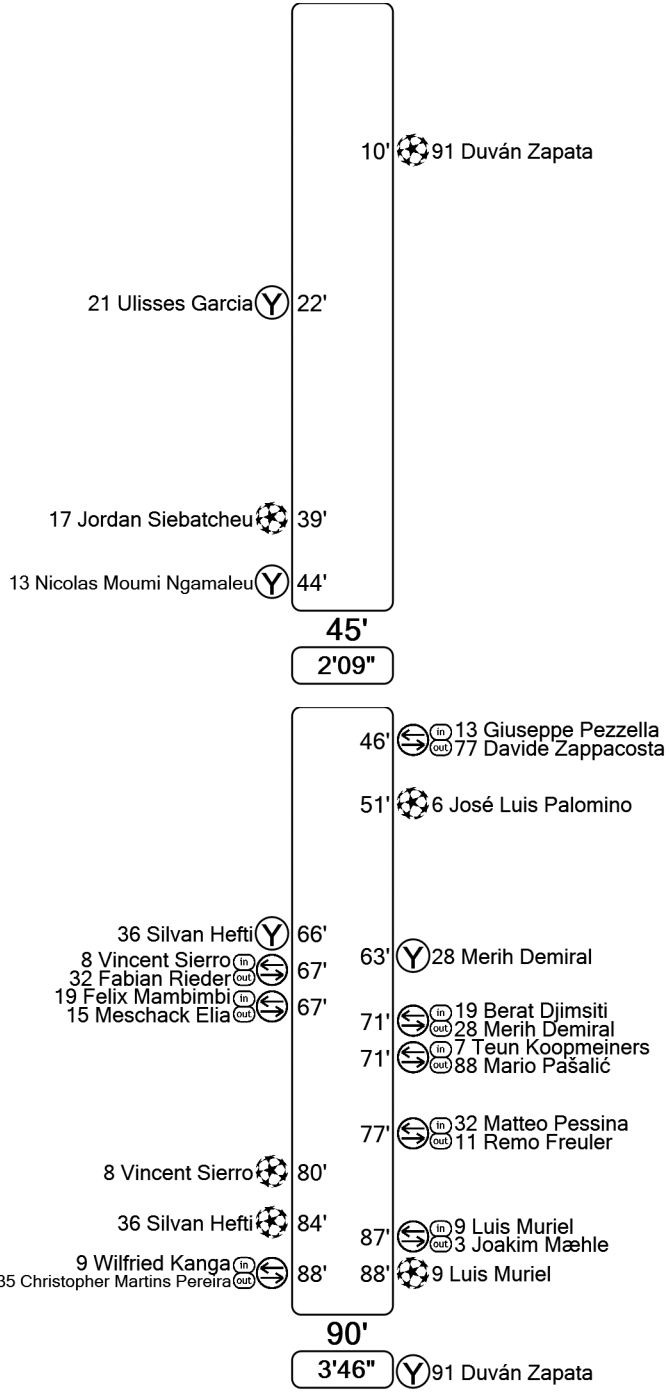 10' 91 Duván Zapata
21 Ulisses Garcia Y 22'
17 Jordan Siebatcheu 39'
13 Nicolas Moumi Ngamaleu Y 44'
45'
2'09"
46' in 13 Giuseppe Pezzella
out 77 Davide Zappacosta
51' 6 José Luis Palomino
36 Silvan Hefti Y 66'
63' Y 28 Merih Demiral
8 Vincent Sierro in
32 Fabian Rieder out 67'
19 Felix Mambimbi in
15 Meschack Elia out 67'
71' in 19 Berat Djimsiti
out 28 Merih Demiral
71' in 7 Teun Koopmeiners
out 88 Mario Pašalić
77' in 32 Matteo Pessina
out 11 Remo Freuler
8 Vincent Sierro 80'
36 Silvan Hefti 84'
87' in 9 Luis Muriel
out 3 Joakim Mæhle
9 Wilfried Kanga in
35 Christopher Martins Pereira out 88'
88' 9 Luis Muriel
90'
3'46" Y 91 Duván Zapata